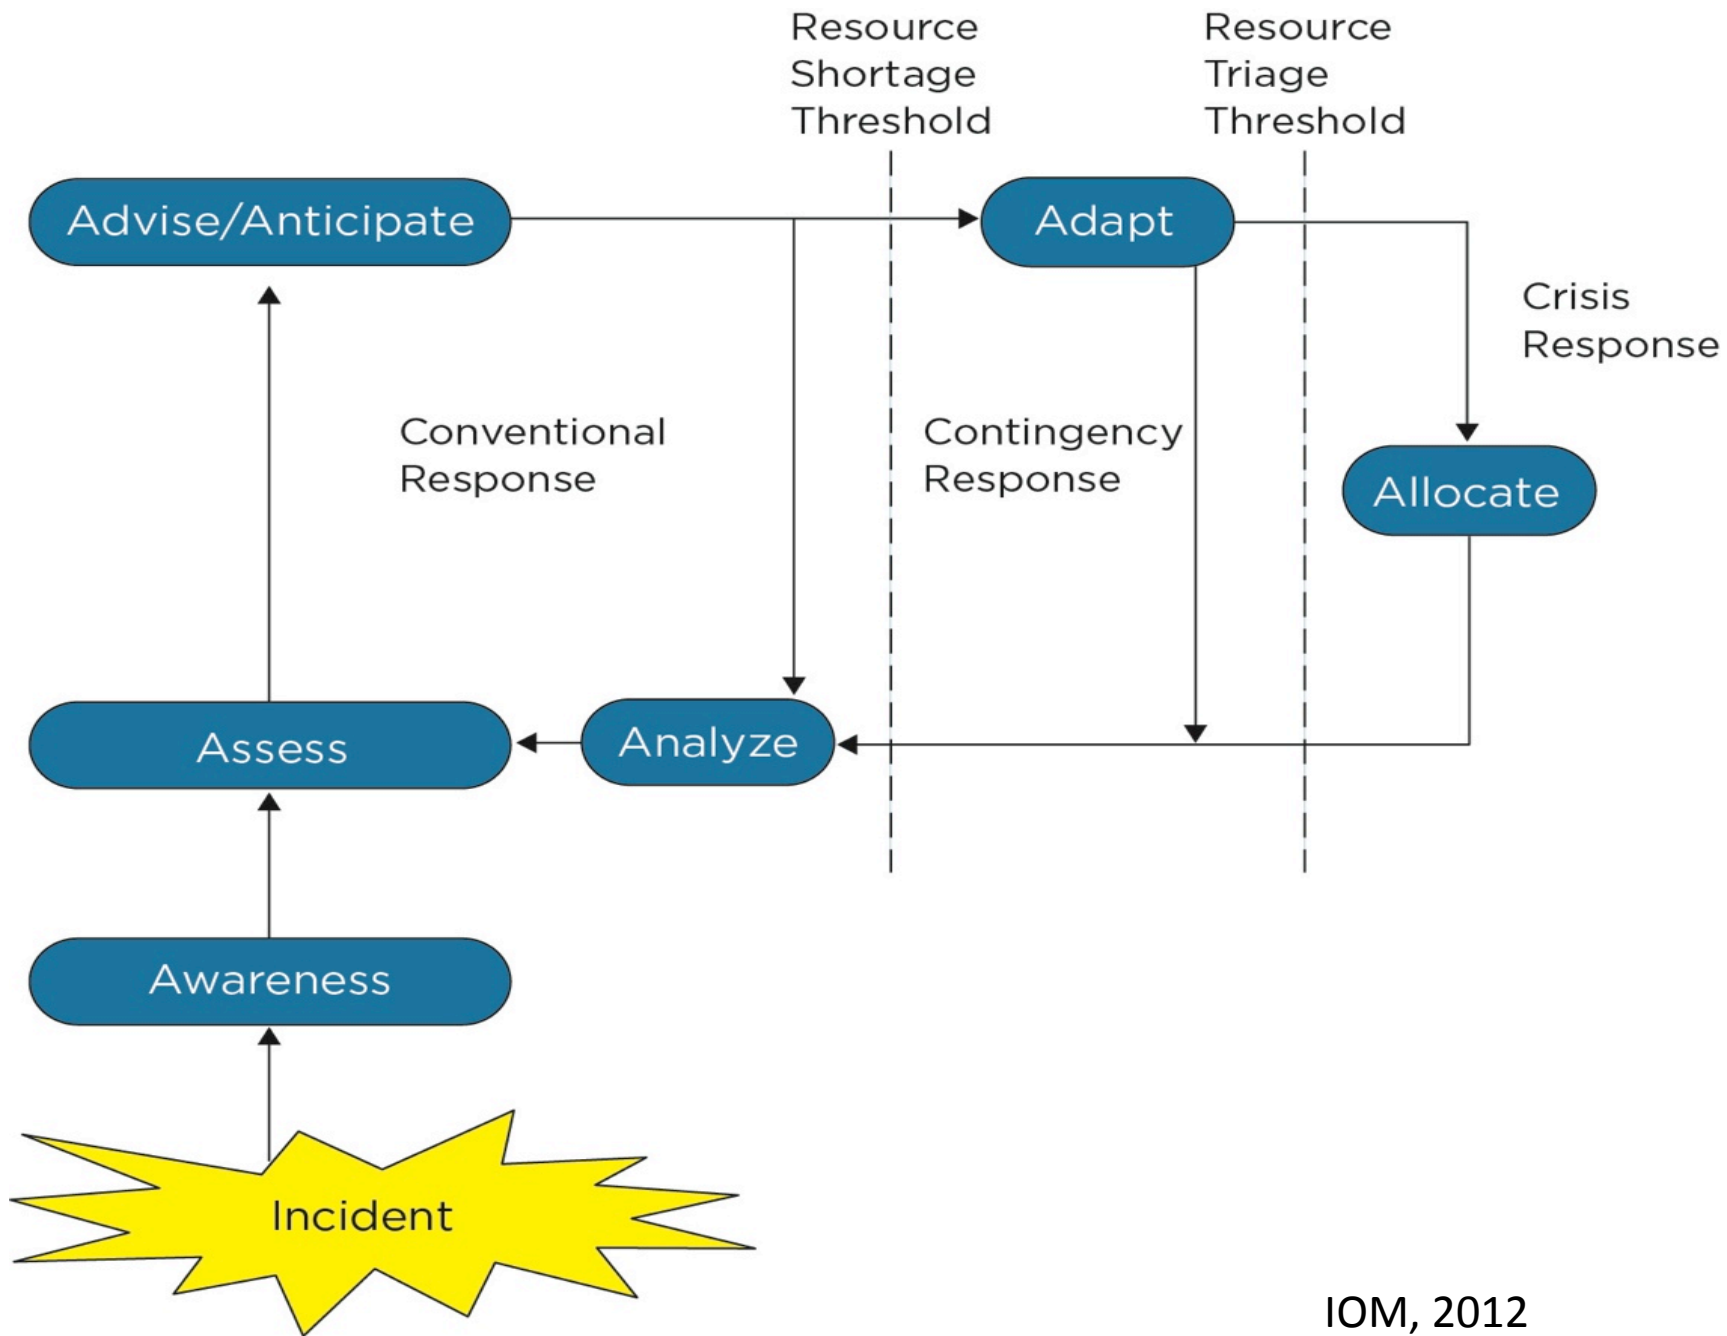 Resource
Shortage
Threshold
Resource
Triage
Threshold
Advise/Anticipate
Adapt
Crisis
Response
Conventional
Response
Contingency
Response
Allocate
Assess
Analyze
Awareness
Incident
IOM, 2012